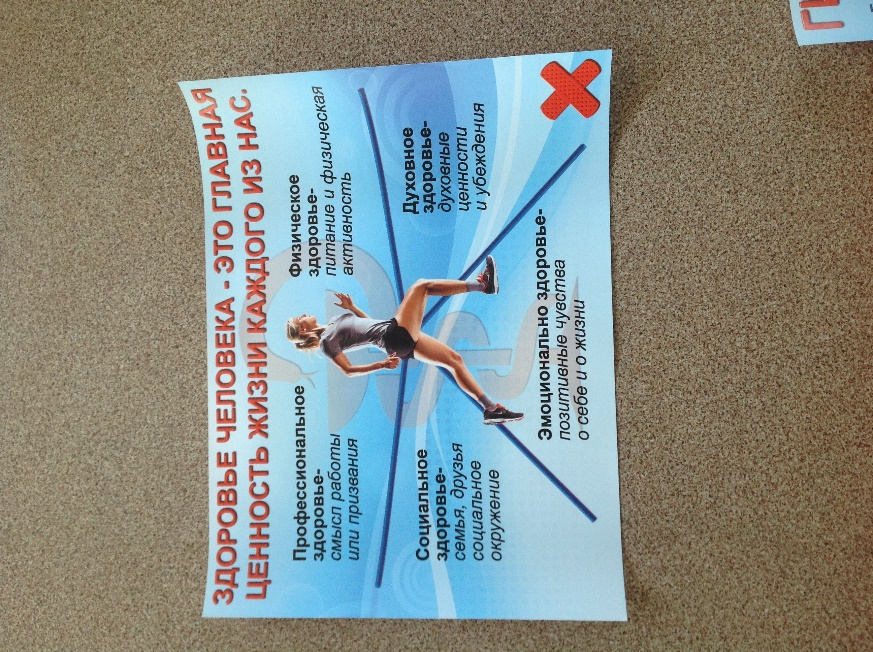 ЗДОРОВЬЕ ЧЕЛОВЕКА - ЭТО ГЛАВНАЯ
ЦЕННОСТЬ ЖИЗНИ КАЖДОГО ИЗ НАС.
Профессиональное
здоровье-
смысл работы
или призвания
Физическое
здоровье-
питание и физическая
активность
Социальное
здоровье-
семья, друзья
социальное
окружение
Духовное
здоровье-
духовные
ценности
и убеждения
Эмоционально здоровье-
позитивные чувства
о себе и о жизни